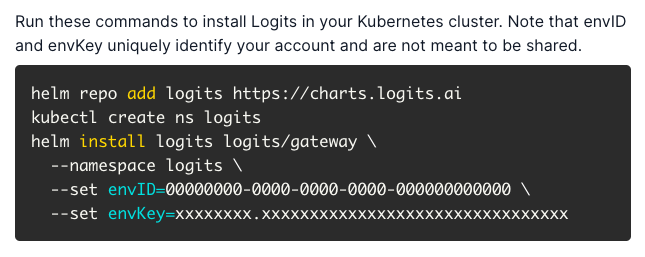 Run these commands to install Logits in your Kubernetes cluster. Note that envID
and envKey uniquely identify your account and are not meant to be shared.
helm repo add logits https://charts.logits.ai
kubectl create ns logits
helm install logits logits/gateway \
--namespace logits \
--set envID=00000000-0000-0000-0000-000000000000 \
--set envKey=xxxxxxxx.xxxxxxxxxxxxxxxxxxxxxxxxxxxxxxxx